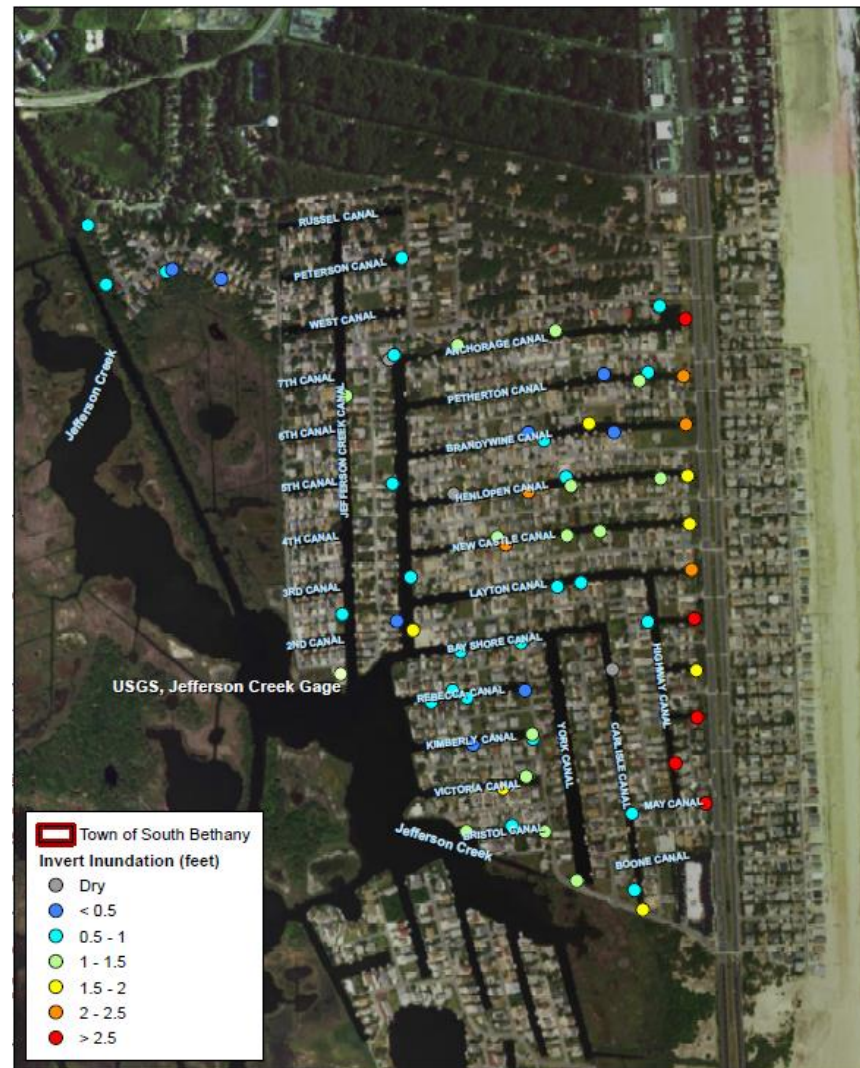 RUSSEL CANAL
PETERSON CANAL
WEST CANAL
ANCHORAGE CANAL
7TH CANAL
PETHERTON CANAL
JEFFERSON CREEK CANAL
Jefferson Creek
6TH CANAL
BRANDYWINE CANAL
5TH CANAL
HENLOPEN CANAL
4TH CANAL
NEW CASTLE CANAL
3RD CANAL
LAYTON CANAL
2ND CANAL
BAY SHORE CANAL
HIGHWAY CANAL
USGS, Jefferson Creek Gage
REBECCA CANAL
YORK CANAL
CARLISLE CANAL
KIMBERLY CANAL
VICTORIA CANAL
MAY CANAL
BRISTOL CANAL
Jefferson Creek
BOONE CANAL
Town of South Bethany
Invert Inundation (feet)
Dry
< 0.5
0.5 - 1
1 - 1.5
1.5 - 2
2 - 2.5
> 2.5